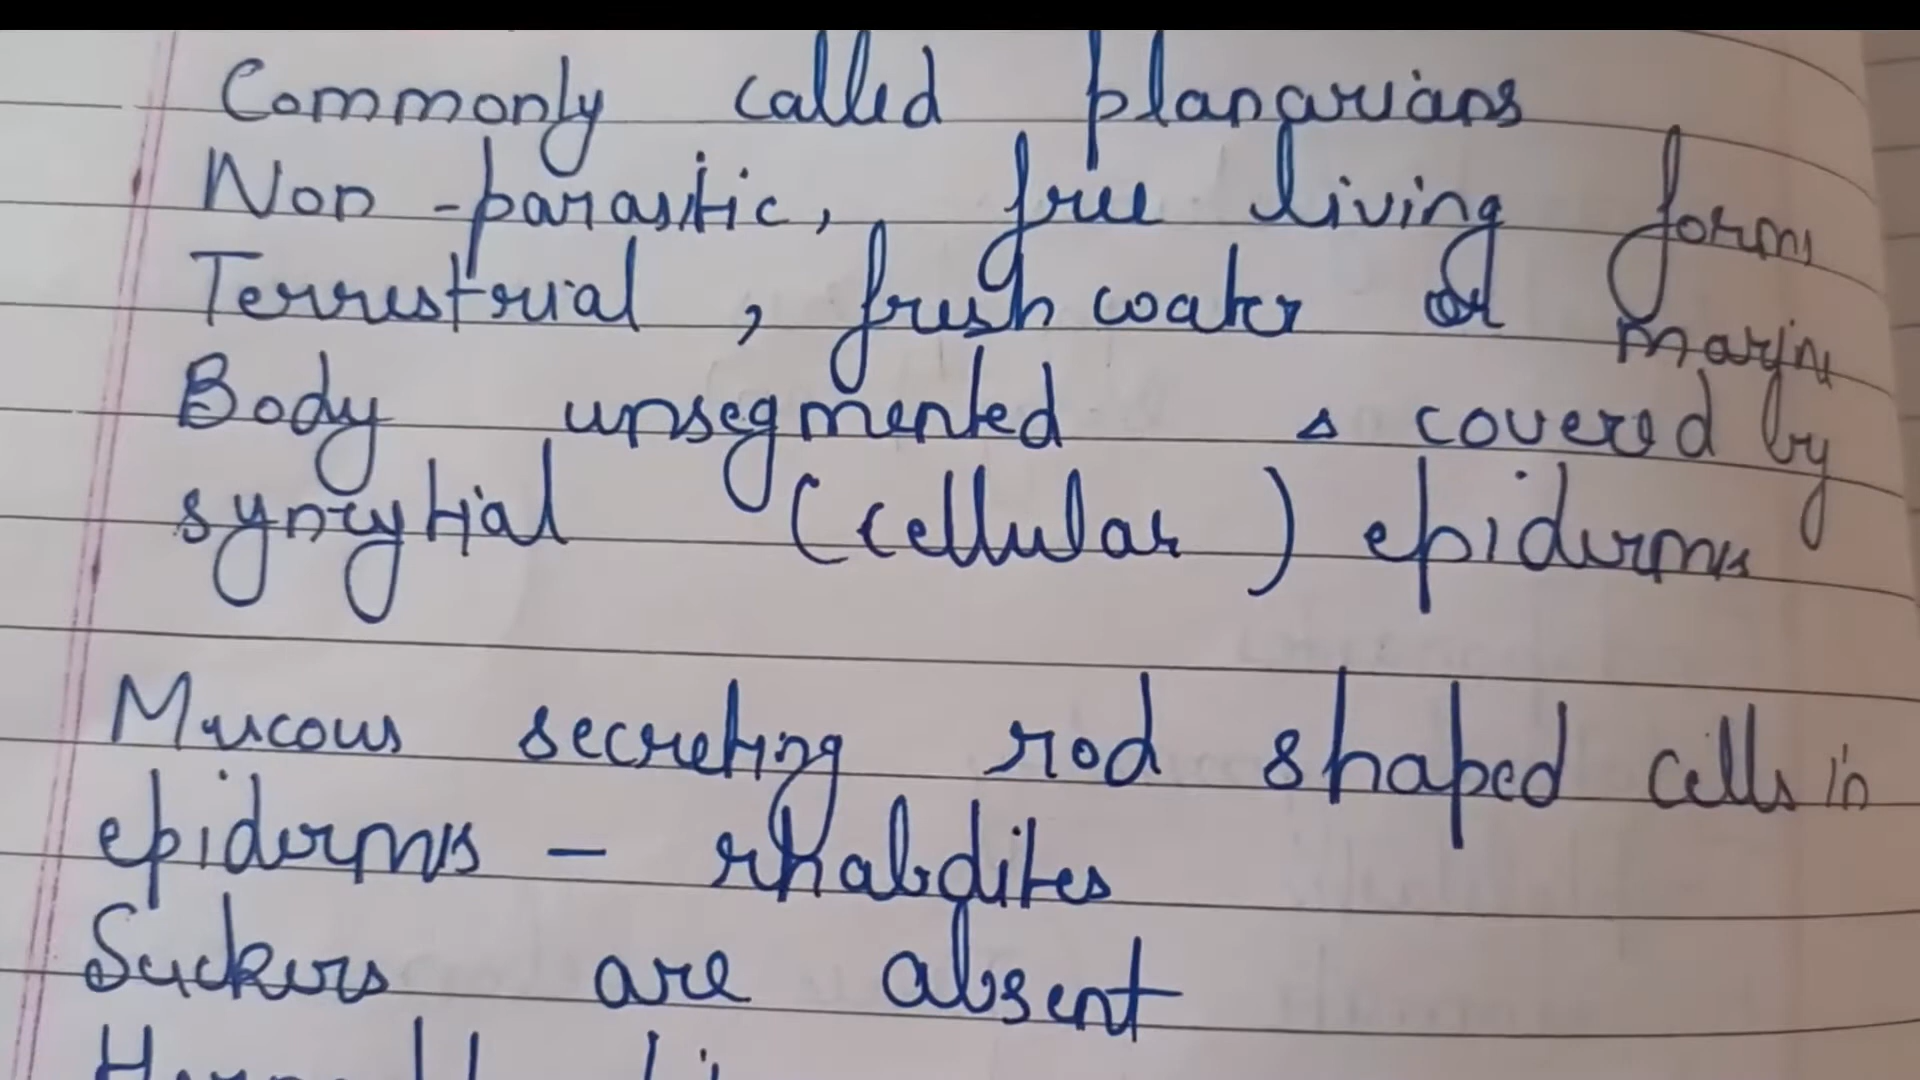 Commonly called planarians
Non-parasitic, free living forms
Terrestrial, fresh water or marine
Body unsegmented & covered by
syncytial (cellular) epidermis
Mucous secreting rod shaped cells in
epidermis - rhabdites
Suckers are absent